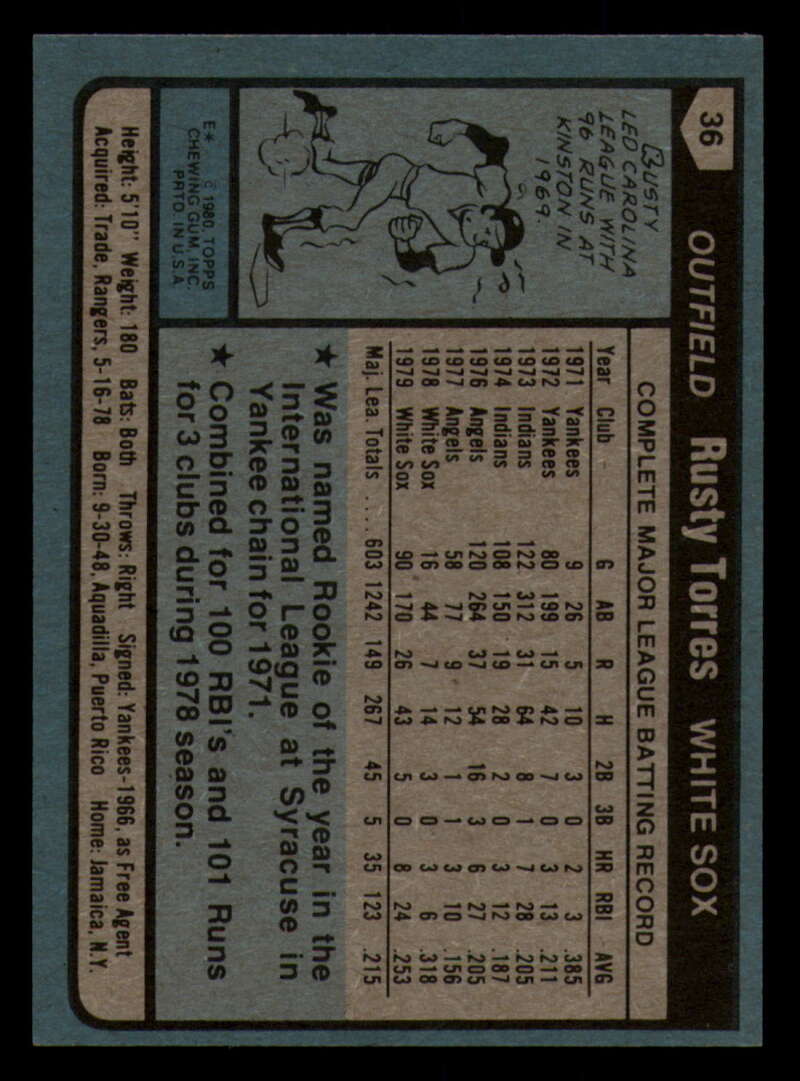 36 OUTFIELD Rusty Torres WHITE SOX
RUSTY
LED CAROLINA
LEAGUE WITH
96 RUNS AT
KINSTON IN
1969.
E* © 1980. TOPPS
CHEWING GUM, INC.
PRTD. IN U.S.A.
COMPLETE MAJOR LEAGUE BATTING RECORD
Year Club G AB R H 2B 3B HR RBI AVG
1971 Yankees 9 26 5 10 3 0 2 3 .385
1972 Yankees 80 199 15 42 7 0 3 13 .211
1973 Indians 122 312 31 64 8 1 7 28 .205
1974 Indians 108 150 19 28 2 0 3 12 .187
1976 Angels 120 264 37 54 16 3 6 27 .205
1977 Angels 58 77 9 12 1 1 3 10 .156
1978 White Sox 16 44 7 14 3 0 3 6 .318
1979 White Sox 90 170 26 43 5 0 8 24 .253
Maj. Lea. Totals .... 603 1242 149 267 45 5 35 123 .215
★ Was named Rookie of the year in the
International League at Syracuse in
Yankee chain for 1971.
★ Combined for 100 RBI's and 101 Runs
for 3 clubs during 1978 season.
Height: 5'10" Weight: 180 Bats: Both Throws: Right Signed: Yankees-1966, as Free Agent
Acquired: Trade, Rangers, 5-16-78 Born: 9-30-48, Aquadilla, Puerto Rico Home: Jamaica, N.Y.